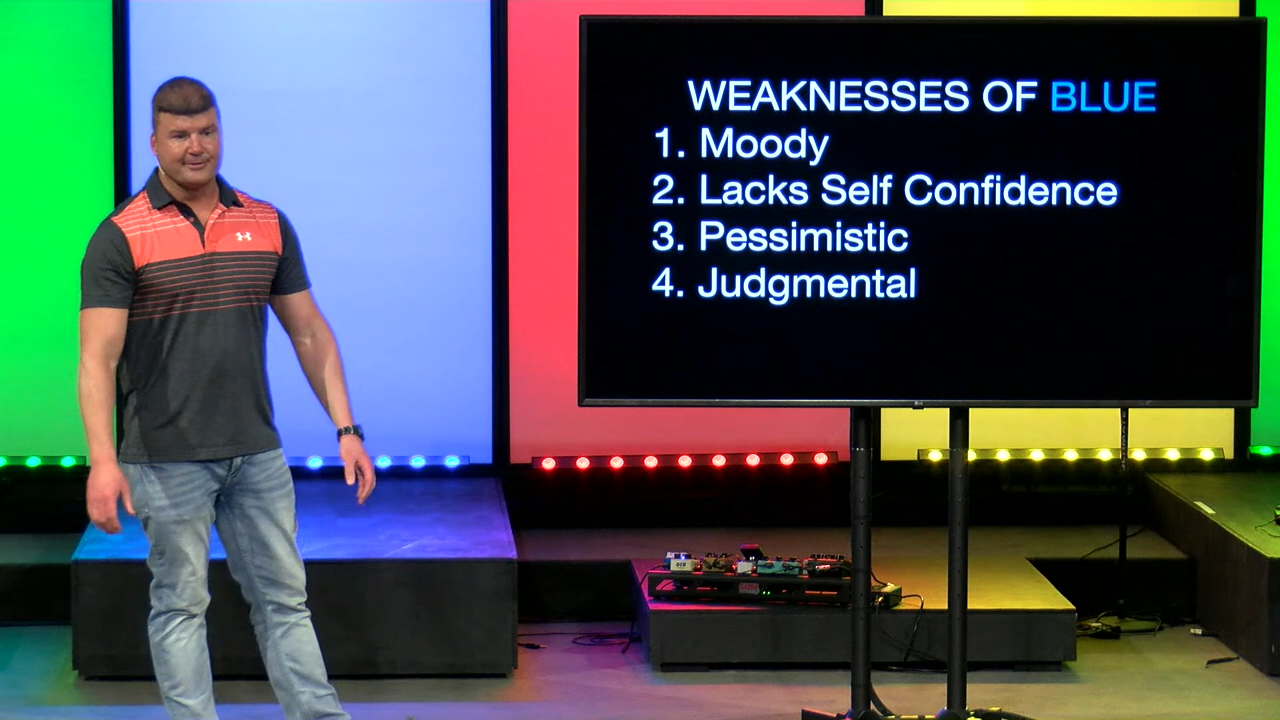 WEAKNESSES OF BLUE
1. Moody
2. Lacks Self Confidence
3. Pessimistic
4. Judgmental